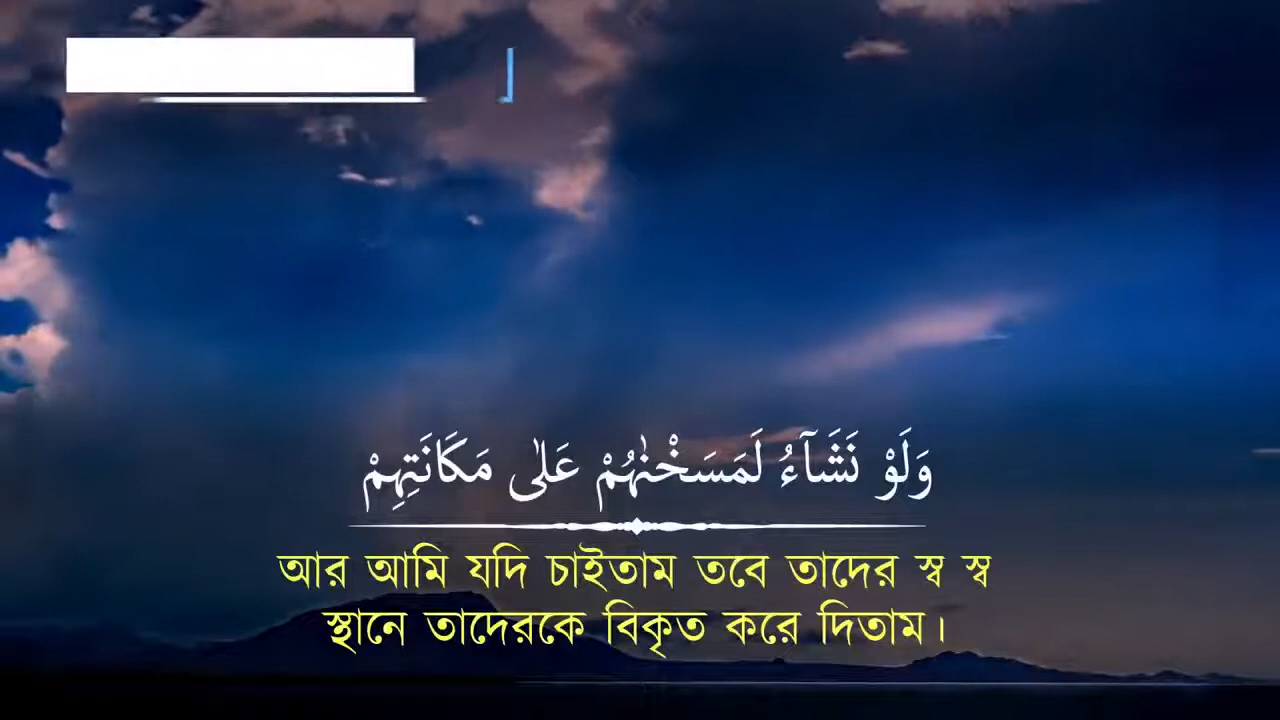 وَلَوْ نَشَآءُ لَمَسَخْنٰهُمْ عَلٰى مَكَانَتِهِمْ
আর আমি যদি চাইতাম তবে তাদের স্ব স্ব
স্থানে তাদেরকে বিকৃত করে দিতাম।